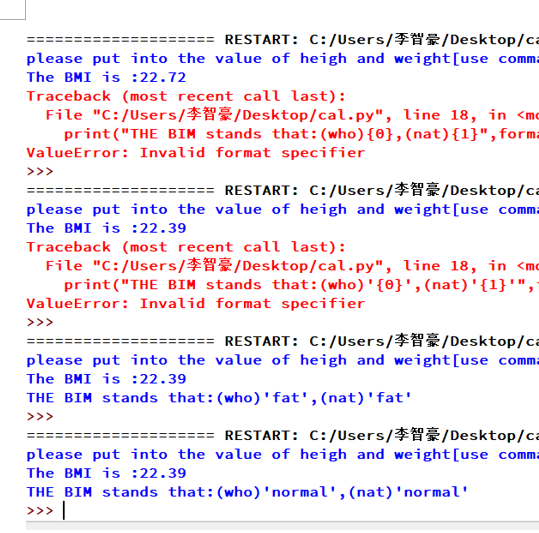 ==================== RESTART: C:/Users/李智豪/Desktop/ca
please put into the value of heigh and weight[use comma
The BMI is :22.72
Traceback (most recent call last):
  File "C:/Users/李智豪/Desktop/cal.py", line 18, in <mo
    print("THE BIM stands that:(who){0},(nat){1}",forma
ValueError: Invalid format specifier
>>>
==================== RESTART: C:/Users/李智豪/Desktop/ca
please put into the value of heigh and weight[use comma
The BMI is :22.39
Traceback (most recent call last):
  File "C:/Users/李智豪/Desktop/cal.py", line 18, in <mo
    print("THE BIM stands that:(who)'{0}',(nat)'{1}'",
ValueError: Invalid format specifier
>>>
==================== RESTART: C:/Users/李智豪/Desktop/ca
please put into the value of heigh and weight[use comma
The BMI is :22.39
THE BIM stands that:(who)'fat',(nat)'fat'
>>>
==================== RESTART: C:/Users/李智豪/Desktop/ca
please put into the value of heigh and weight[use comma
The BMI is :22.39
THE BIM stands that:(who)'normal',(nat)'normal'
>>>